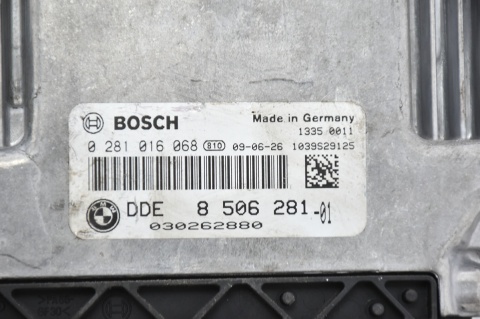 BOSCH Made in Germany
1335 0011
0 281 016 068 810 09-06-26 1039S29125
BMW DDE 8 506 281-01
030262880